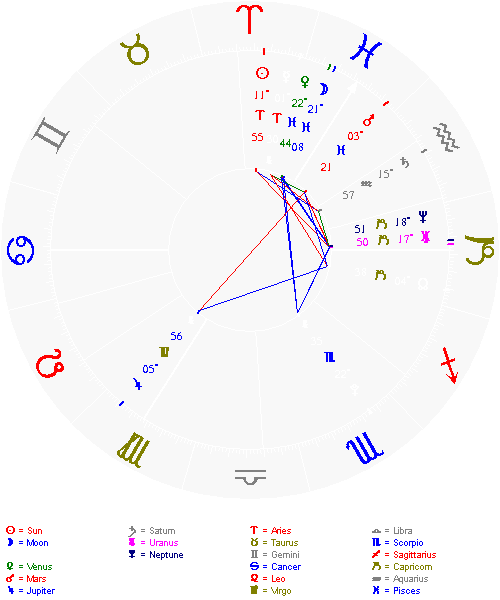 11° 22° 21°
55 44 08 03°
21 15°
57
51 18°
50 17°
56
05°
= Sun = Saturn = Aries = Libra
= Moon = Uranus = Taurus = Scorpio
= Neptune = Gemini = Sagittarius
= Venus = Cancer = Capricorn
= Mars = Leo = Aquarius
= Jupiter = Virgo = Pisces